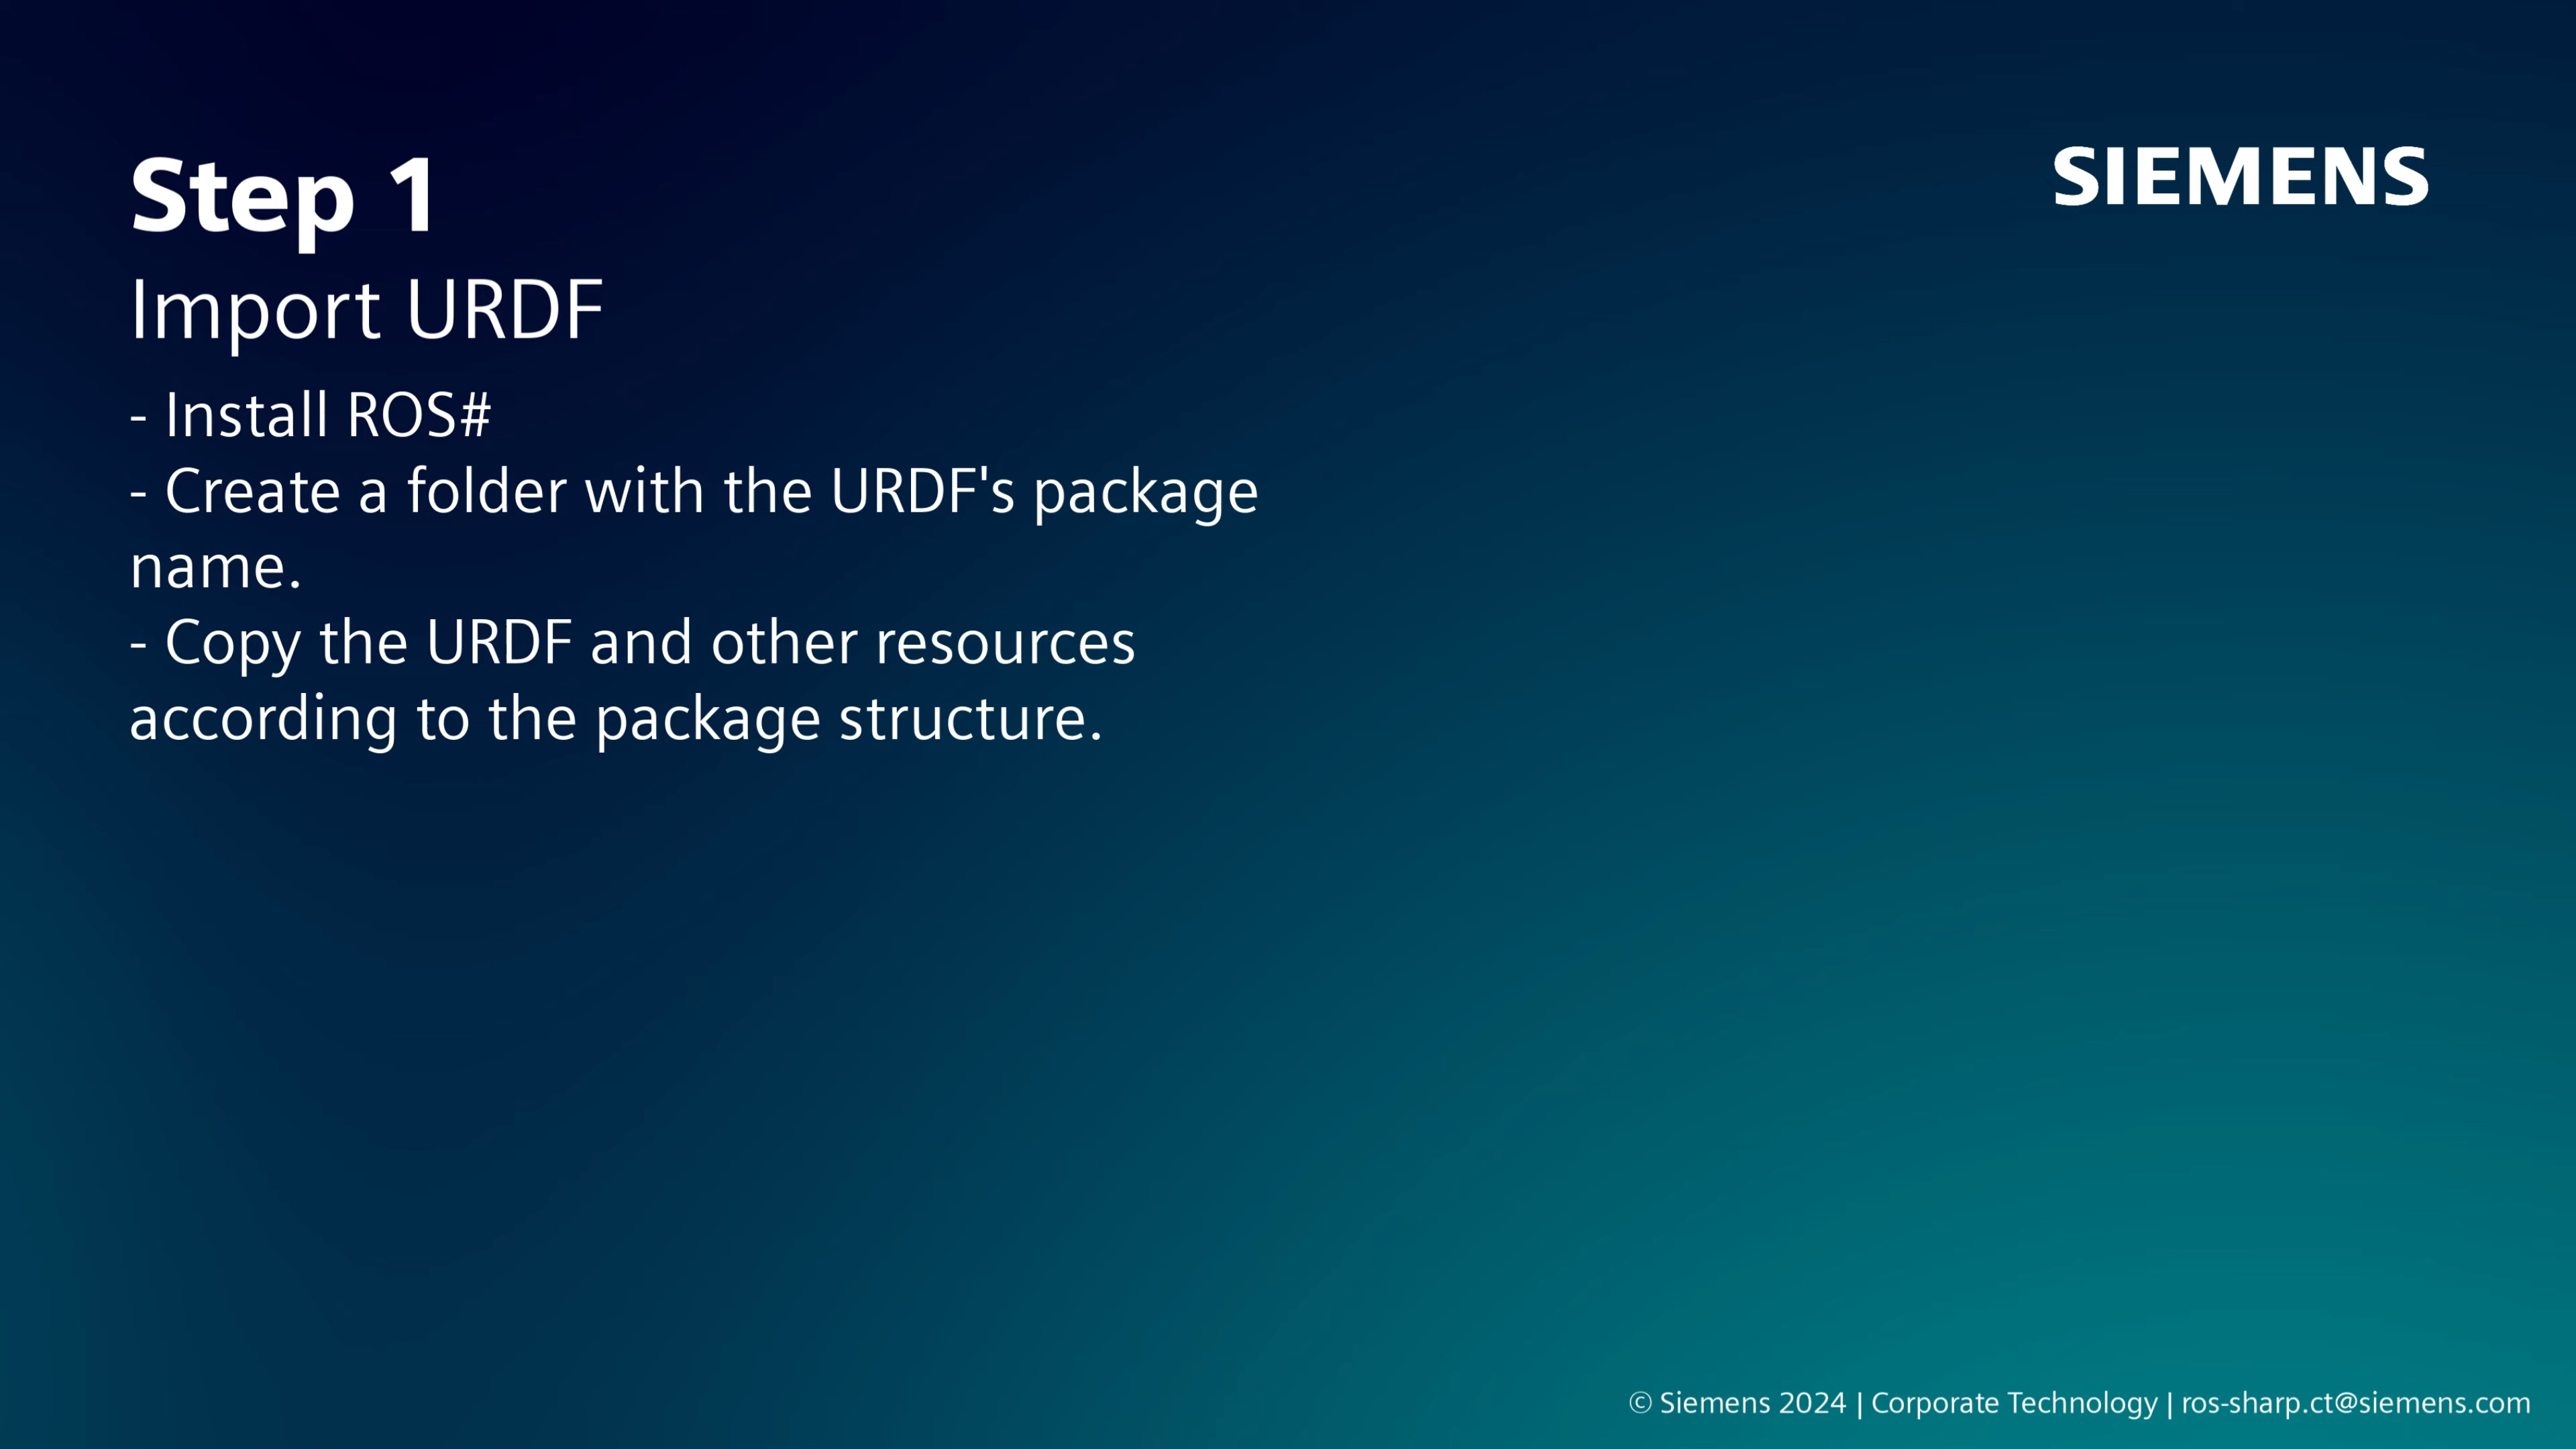 Step 1
SIEMENS
Import URDF
- Install ROS#
- Create a folder with the URDF's package
name.
- Copy the URDF and other resources
according to the package structure.
© Siemens 2024 | Corporate Technology | ros-sharp.ct@siemens.com